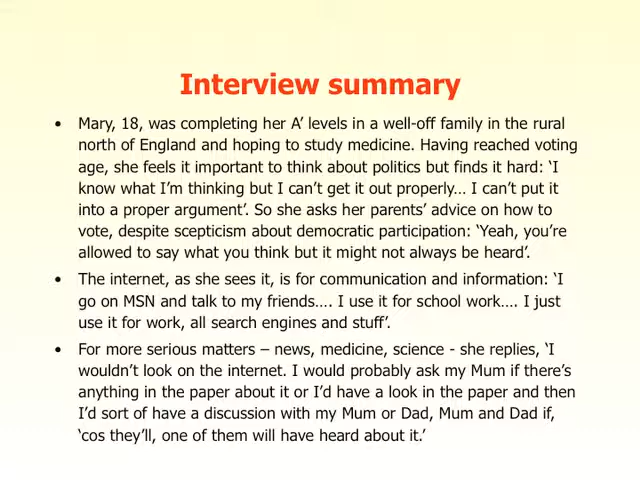 Interview summary
• Mary, 18, was completing her A’ levels in a well-off family in the rural
north of England and hoping to study medicine. Having reached voting
age, she feels it important to think about politics but finds it hard: ‘I
know what I’m thinking but I can’t get it out properly… I can’t put it
into a proper argument’. So she asks her parents’ advice on how to
vote, despite scepticism about democratic participation: ‘Yeah, you’re
allowed to say what you think but it might not always be heard’.
• The internet, as she sees it, is for communication and information: ‘I
go on MSN and talk to my friends…. I use it for school work…. I just
use it for work, all search engines and stuff’.
• For more serious matters – news, medicine, science - she replies, ‘I
wouldn’t look on the internet. I would probably ask my Mum if there’s
anything in the paper about it or I’d have a look in the paper and then
I’d sort of have a discussion with my Mum or Dad, Mum and Dad if,
‘cos they’ll, one of them will have heard about it.’